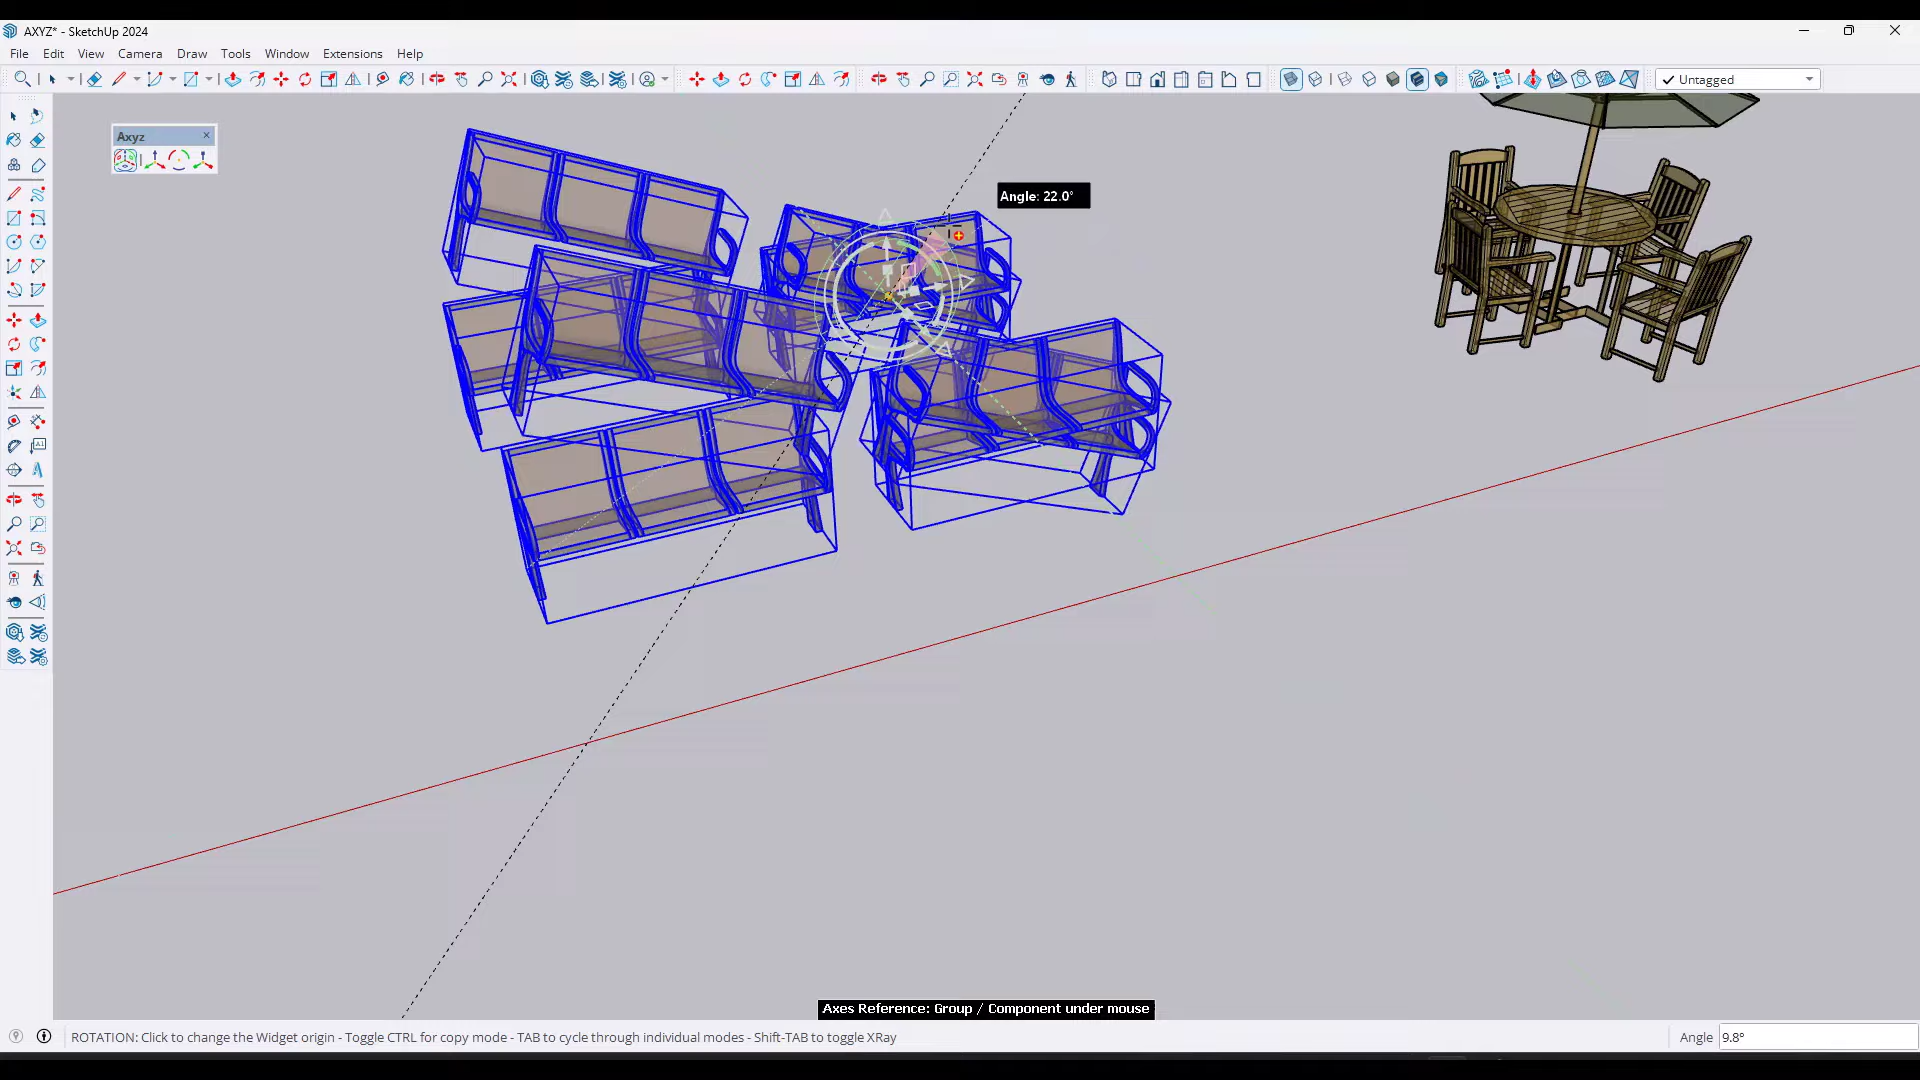 AXYZ* - SketchUp 2024
File Edit View Camera Draw Tools Window Extensions Help
Untagged
Axyz
Angle: 22.0°
Axes Reference: Group / Component under mouse
ROTATION: Click to change the Widget origin - Toggle CTRL for copy mode - TAB to cycle through individual modes - Shift-TAB to toggle XRay
Angle 9.8°